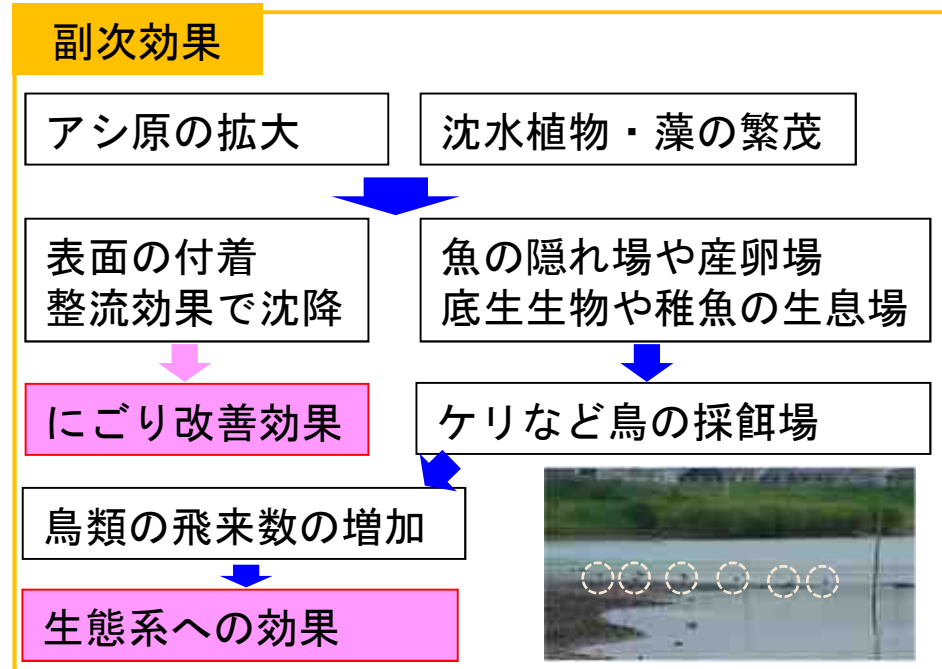 副次効果
アシ原の拡大
沈水植物・藻の繁茂
表面の付着
整流効果で沈降
魚の隠れ場や産卵場
底生生物や稚魚の生息場
にごり改善効果
ケリなど鳥の採餌場
鳥類の飛来数の増加
生態系への効果